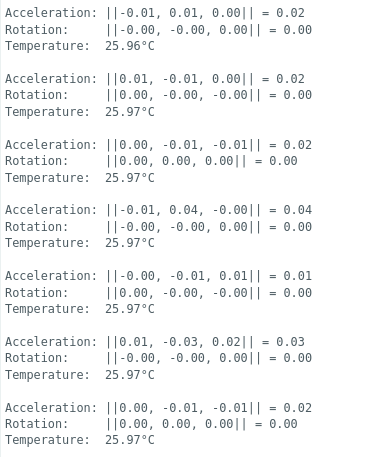 Acceleration: ||-0.01, 0.01, 0.00|| = 0.02
Rotation:     ||-0.00, -0.00, 0.00|| = 0.00
Temperature:  25.96°C

Acceleration: ||0.01, -0.01, 0.00|| = 0.02
Rotation:     ||0.00, -0.00, -0.00|| = 0.00
Temperature:  25.97°C

Acceleration: ||0.00, -0.01, -0.01|| = 0.02
Rotation:     ||0.00, 0.00, 0.00|| = 0.00
Temperature:  25.97°C

Acceleration: ||-0.01, 0.04, -0.00|| = 0.04
Rotation:     ||-0.00, -0.00, 0.00|| = 0.00
Temperature:  25.97°C

Acceleration: ||-0.00, -0.01, 0.01|| = 0.01
Rotation:     ||0.00, -0.00, -0.00|| = 0.00
Temperature:  25.97°C

Acceleration: ||0.01, -0.03, 0.02|| = 0.03
Rotation:     ||-0.00, -0.00, 0.00|| = 0.00
Temperature:  25.97°C

Acceleration: ||0.00, -0.01, -0.01|| = 0.02
Rotation:     ||0.00, 0.00, 0.00|| = 0.00
Temperature:  25.97°C